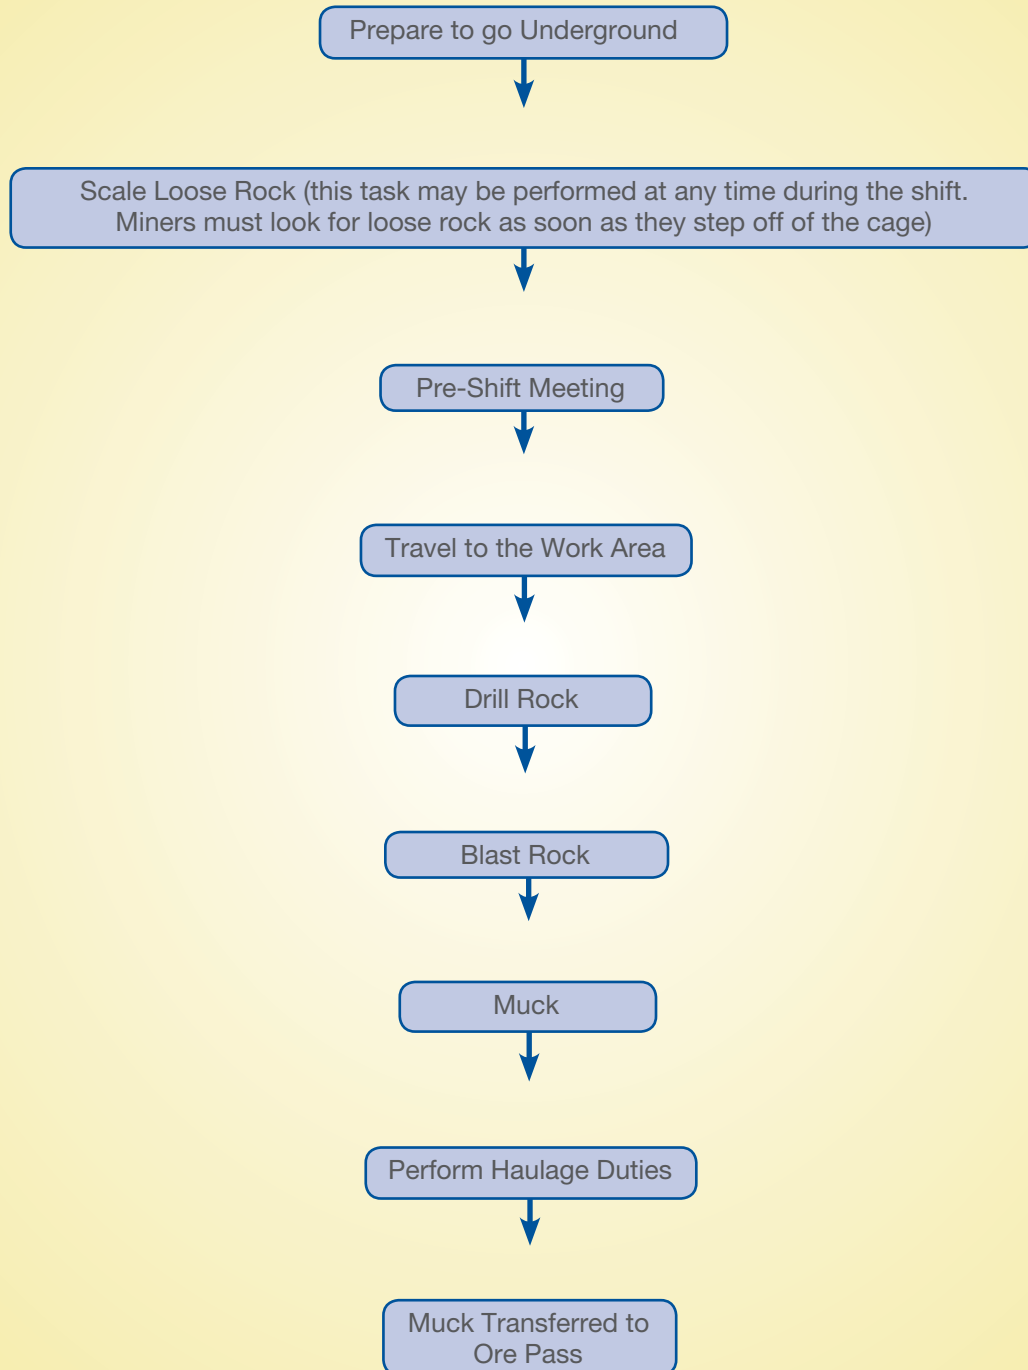 Prepare to go Underground
Scale Loose Rock (this task may be performed at any time during the shift.
Miners must look for loose rock as soon as they step off of the cage)
Pre-Shift Meeting
Travel to the Work Area
Drill Rock
Blast Rock
Muck
Perform Haulage Duties
Muck Transferred to
Ore Pass